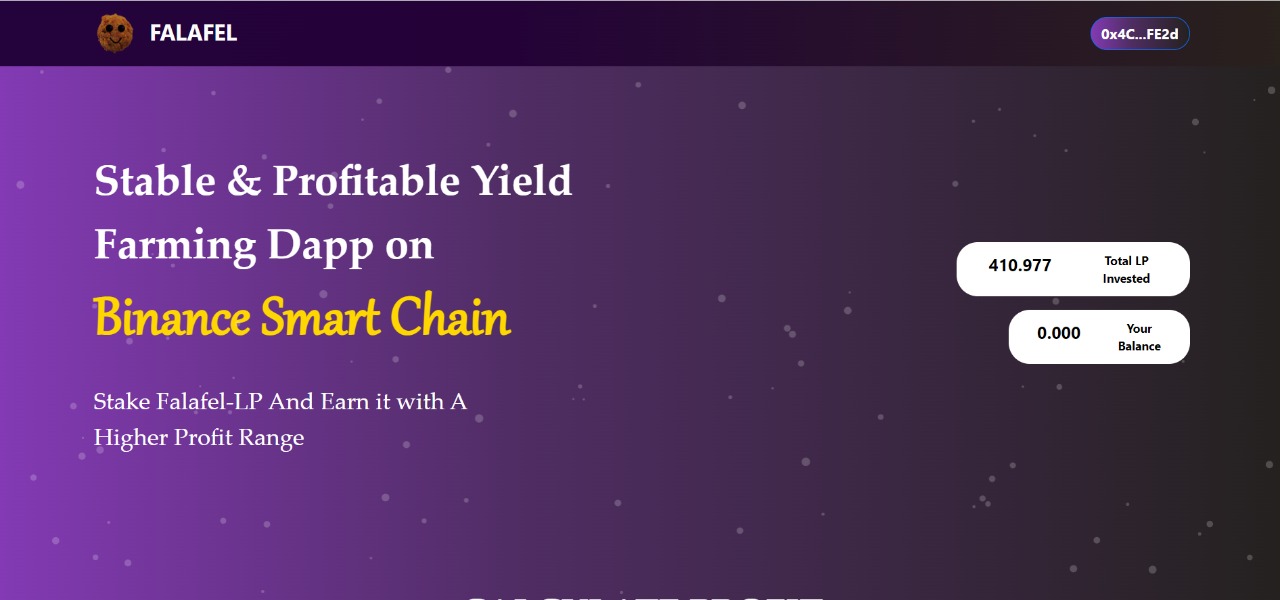 FALAFEL
0x4C...FE2d
Stable & Profitable Yield
Farming Dapp on
Binance Smart Chain
Stake Falafel-LP And Earn it with A
Higher Profit Range
410.977
Total LP
Invested
0.000
Your
Balance